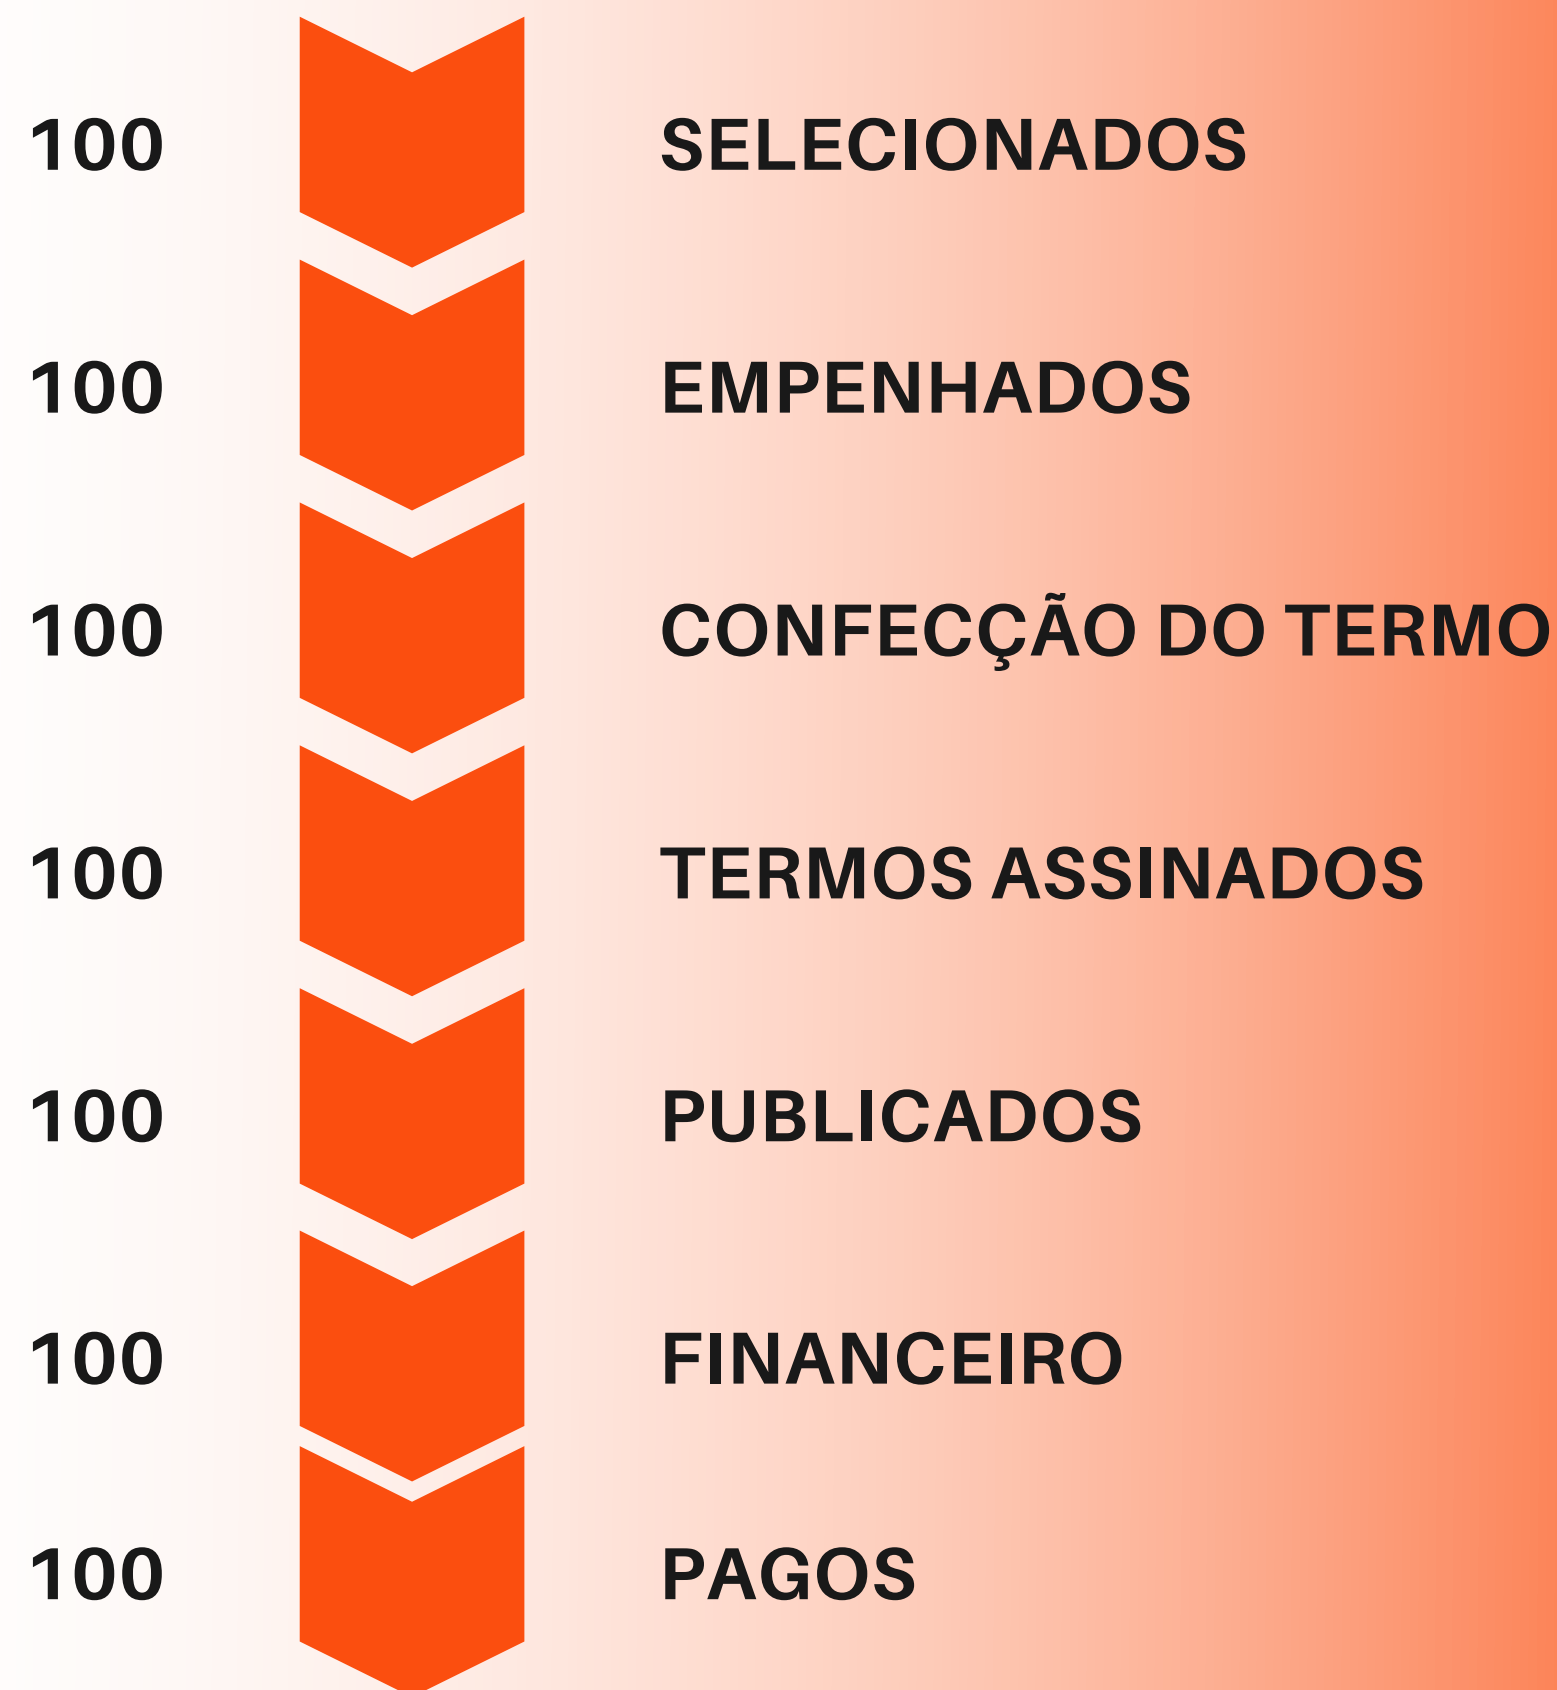 100 SELECIONADOS
100 EMPENHADOS
100 CONFECÇÃO DO TERMO
100 TERMOS ASSINADOS
100 PUBLICADOS
100 FINANCEIRO
100 PAGOS